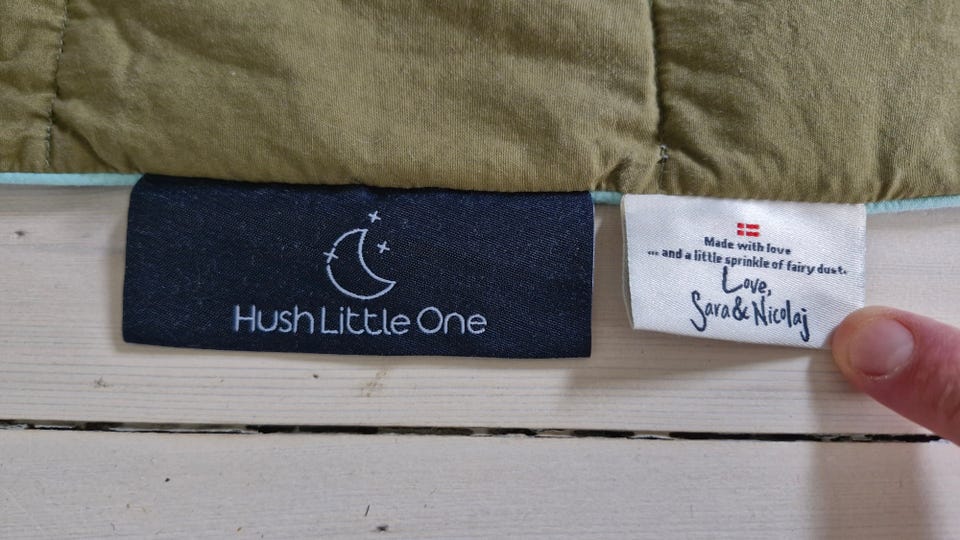 Hush Little One
Made with love
... and a little sprinkle of fairy dust.
Love,
Sara & Nicolaj